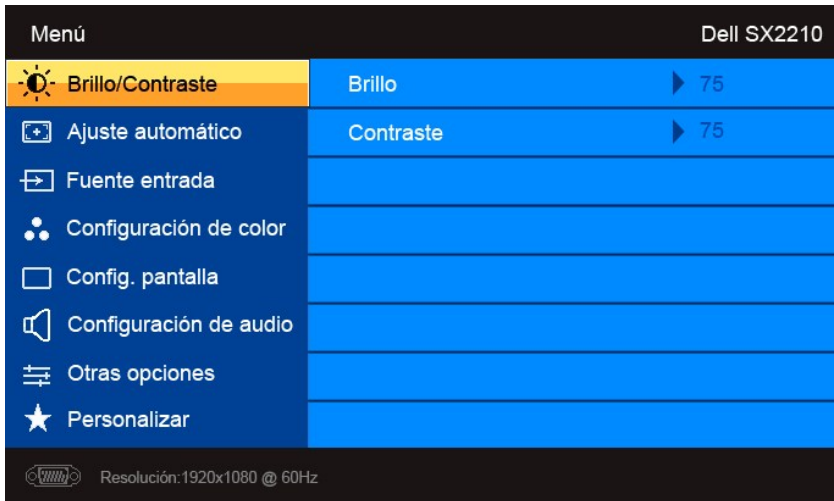 Menú Dell SX2210
Brillo/Contraste Brillo 75
Ajuste automático Contraste 75
Fuente entrada
Configuración de color
Config. pantalla
Configuración de audio
Otras opciones
Personalizar
Resolución:1920x1080 @ 60Hz